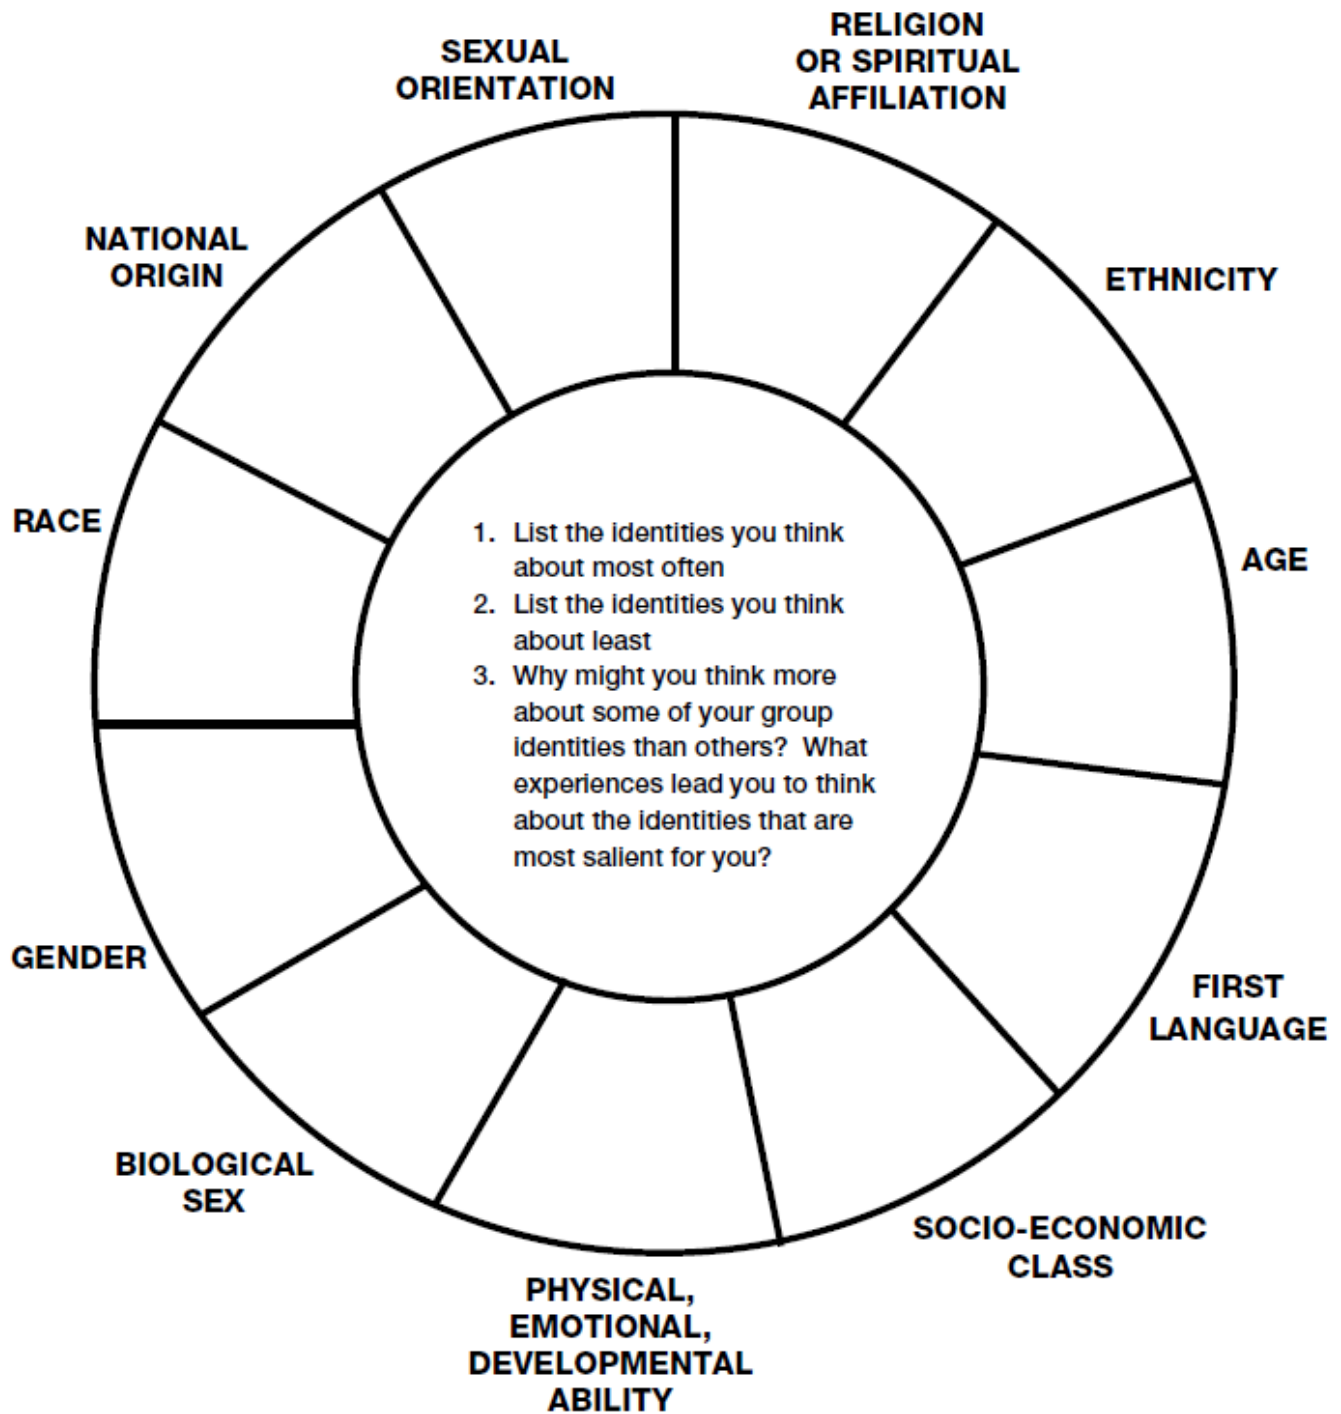 SEXUAL
ORIENTATION
RELIGION
OR SPIRITUAL
AFFILIATION
NATIONAL
ORIGIN
ETHNICITY
RACE
AGE
1. List the identities you think
about most often
2. List the identities you think
about least
3. Why might you think more
about some of your group
identities than others? What
experiences lead you to think
about the identities that are
most salient for you?
GENDER
FIRST
LANGUAGE
BIOLOGICAL
SEX
SOCIO-ECONOMIC
CLASS
PHYSICAL,
EMOTIONAL,
DEVELOPMENTAL
ABILITY